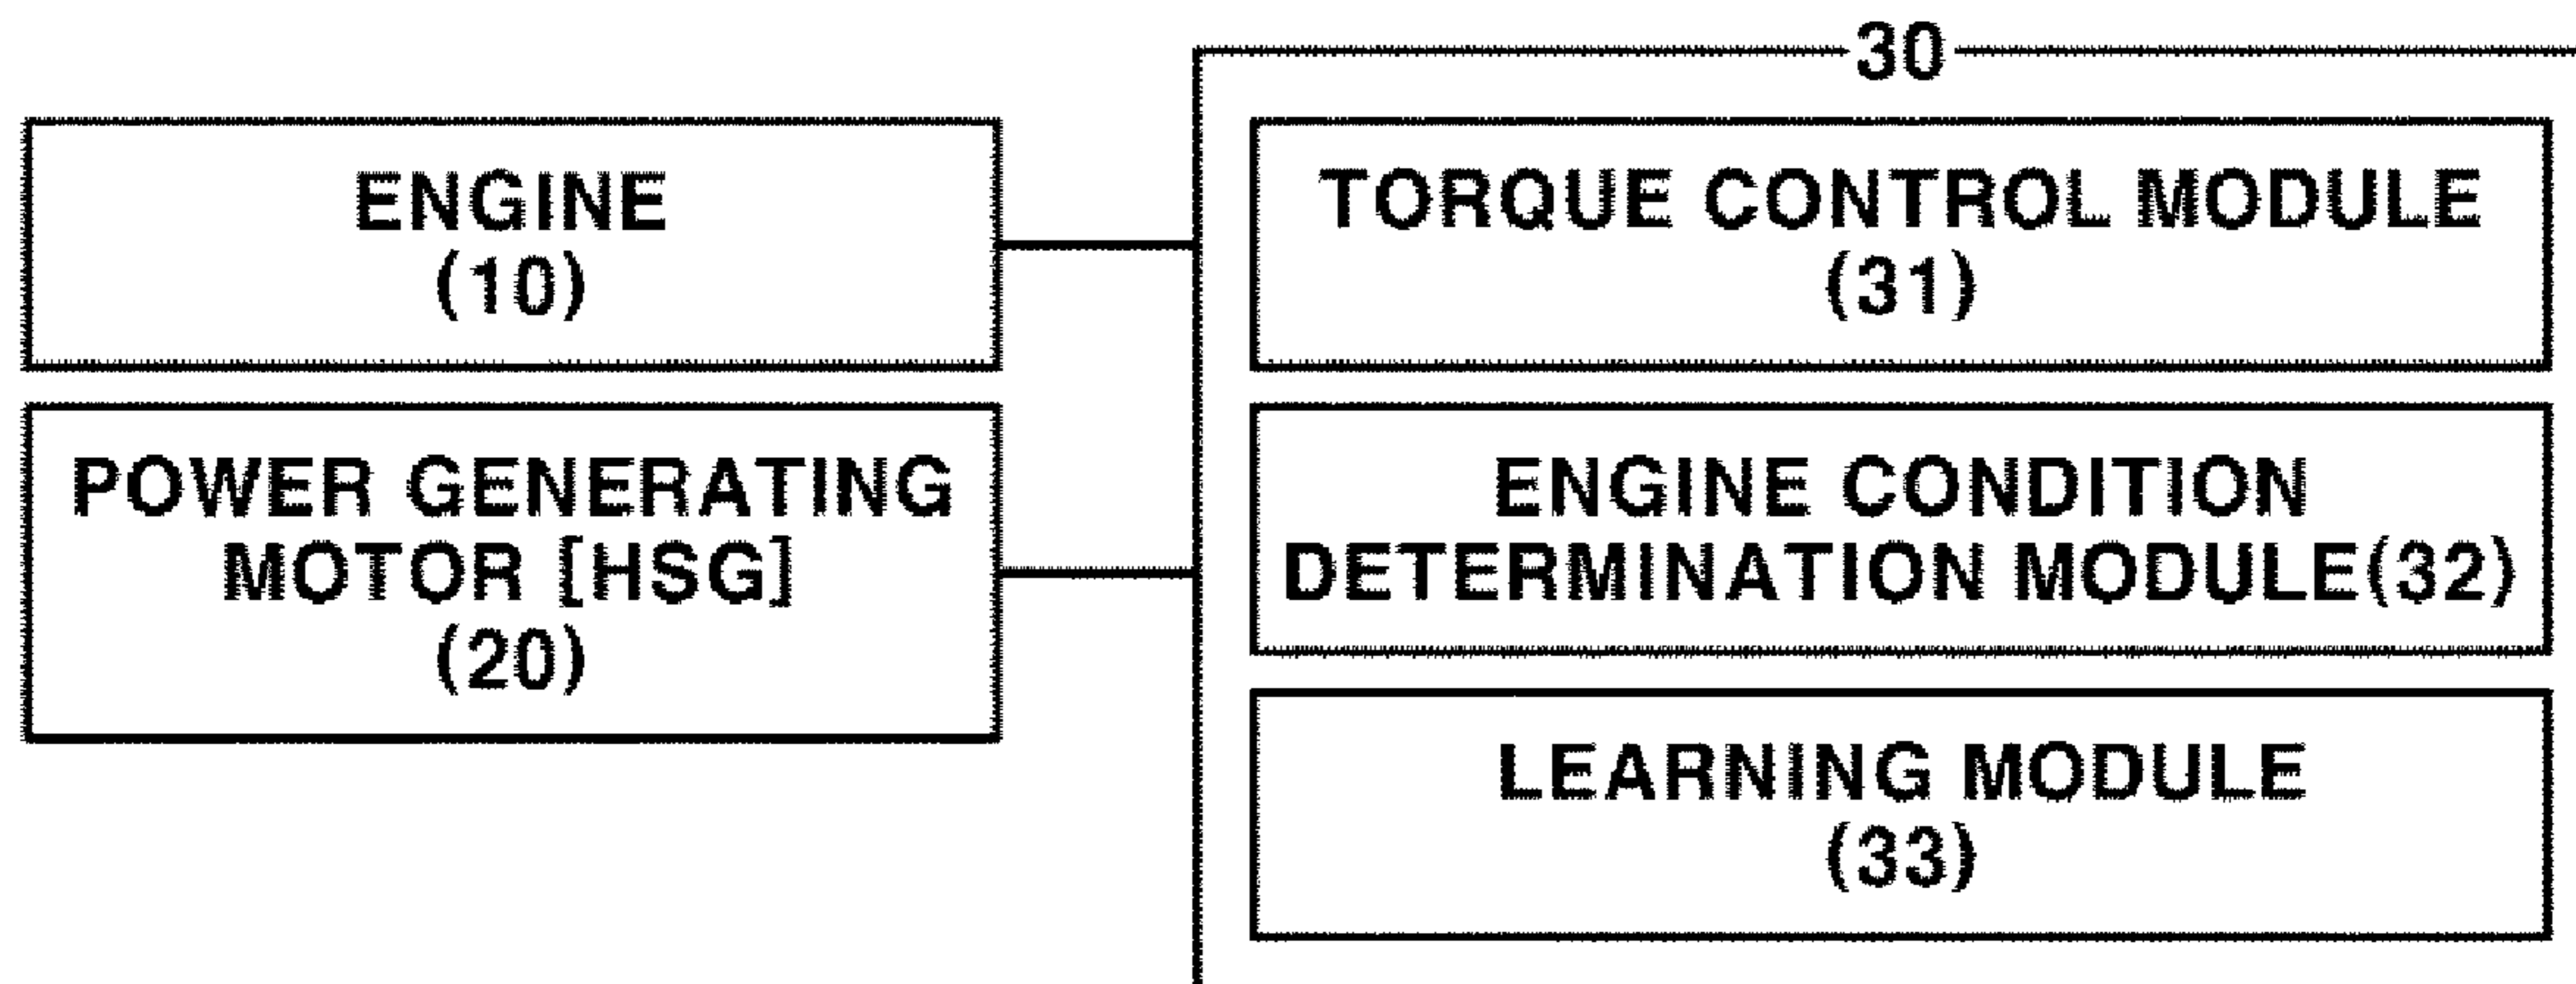 30
ENGINE
(10)
POWER GENERATING
MOTOR [HSG]
(20)
TORQUE CONTROL MODULE
(31)
ENGINE CONDITION
DETERMINATION MODULE(32)
LEARNING MODULE
(33)